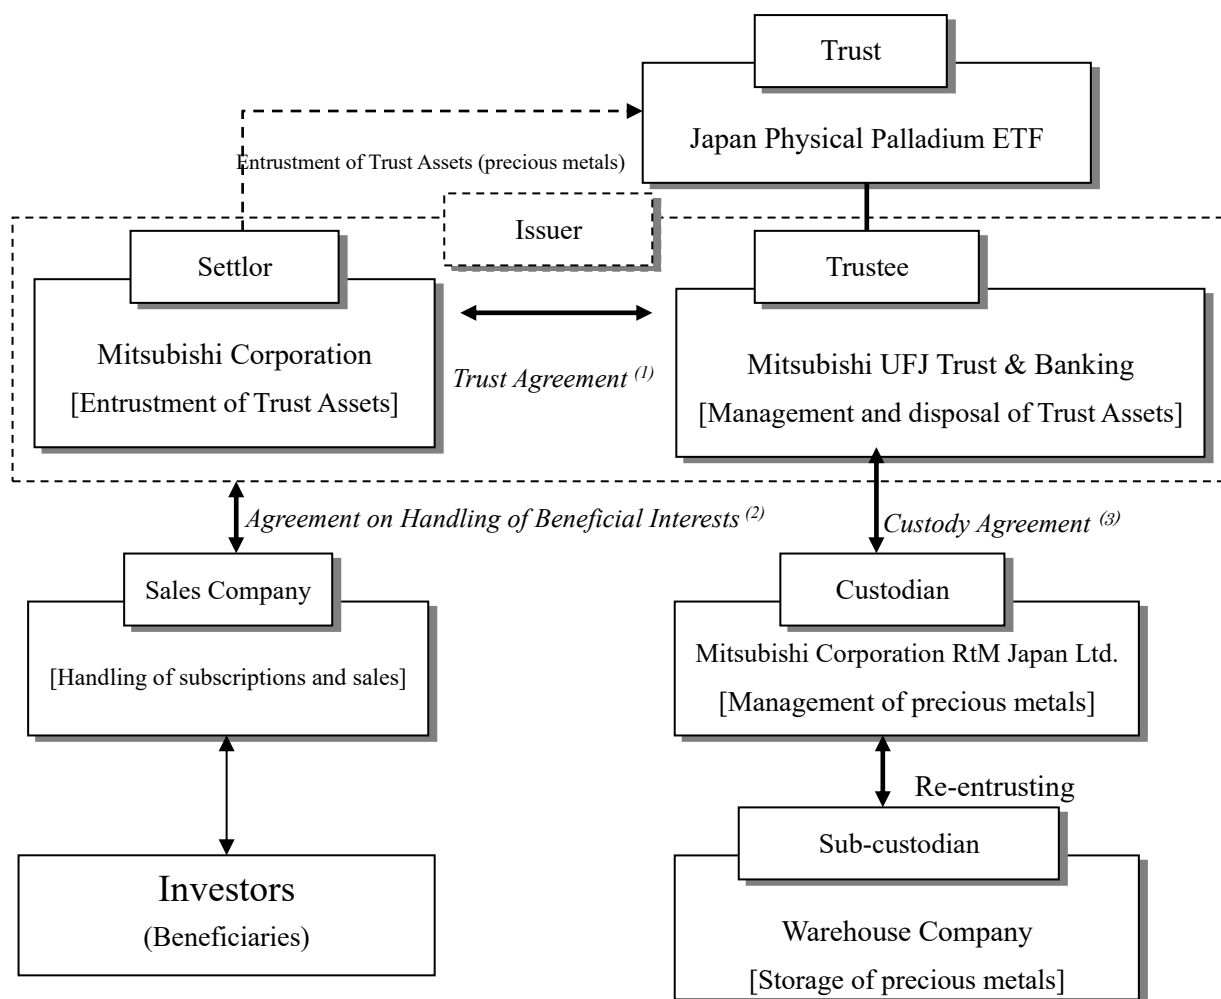 Trust
Japan Physical Palladium ETF
Entrustment of Trust Assets (precious metals)
Issuer
Settlor
Mitsubishi Corporation
[Entrustment of Trust Assets]
Trust Agreement (1)
Trustee
Mitsubishi UFJ Trust & Banking
[Management and disposal of Trust Assets]
Agreement on Handling of Beneficial Interests (2)
Custody Agreement (3)
Sales Company
[Handling of subscriptions and sales]
Custodian
Mitsubishi Corporation RtM Japan Ltd.
[Management of precious metals]
Re-entrusting
Investors
(Beneficiaries)
Sub-custodian
Warehouse Company
[Storage of precious metals]